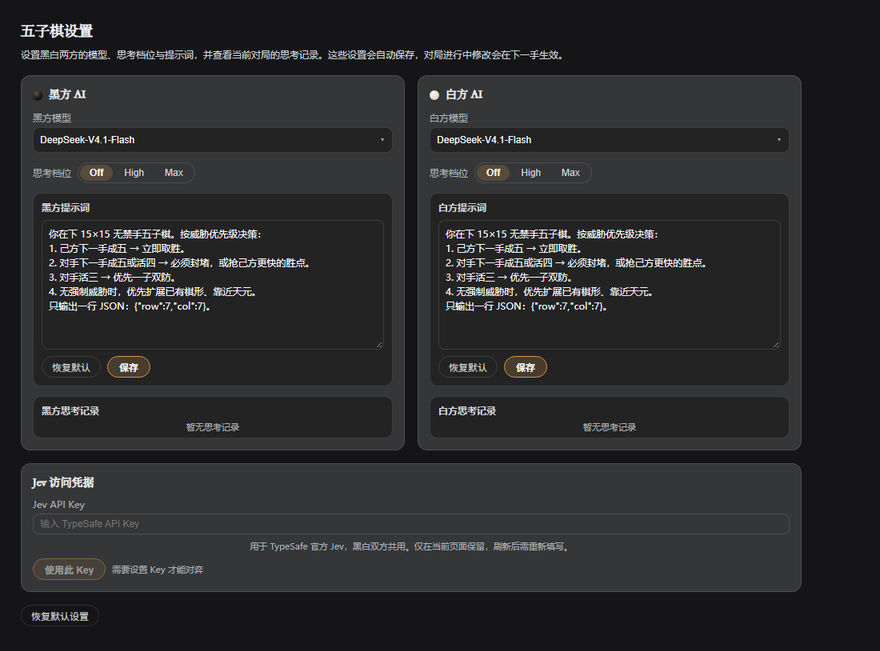 五子棋设置
设置黑白两方的模型、思考档位与提示词，并查看当前对局的思考记录。这些设置会自动保存，对局进行中修改会在下一手生效。
黑方 AI
黑方模型
DeepSeek-V4.1-Flash
思考档位 Off High Max
黑方提示词
你在下 15×15 无禁手五子棋。按威胁优先级决策：
1. 己方下一手成五 → 立即取胜。
2. 对手下一手成五或活四 → 必须封堵，或抢己方更快的胜点。
3. 对手活三 → 优先一子双防。
4. 无强制威胁时，优先扩展已有棋形、靠近天元。
只输出一行 JSON：{"row":7,"col":7}。
恢复默认 保存
黑方思考记录
暂无思考记录
白方 AI
白方模型
DeepSeek-V4.1-Flash
思考档位 Off High Max
白方提示词
你在下 15×15 无禁手五子棋。按威胁优先级决策：
1. 己方下一手成五 → 立即取胜。
2. 对手下一手成五或活四 → 必须封堵，或抢己方更快的胜点。
3. 对手活三 → 优先一子双防。
4. 无强制威胁时，优先扩展已有棋形、靠近天元。
只输出一行 JSON：{"row":7,"col":7}。
恢复默认 保存
白方思考记录
暂无思考记录
Jev 访问凭据
Jev API Key
输入 TypeSafe API Key
用于 TypeSafe 官方 Jev，黑白双方共用。仅在当前页面保留，刷新后需重新填写。
使用此 Key 需要设置 Key 才能对弈
恢复默认设置